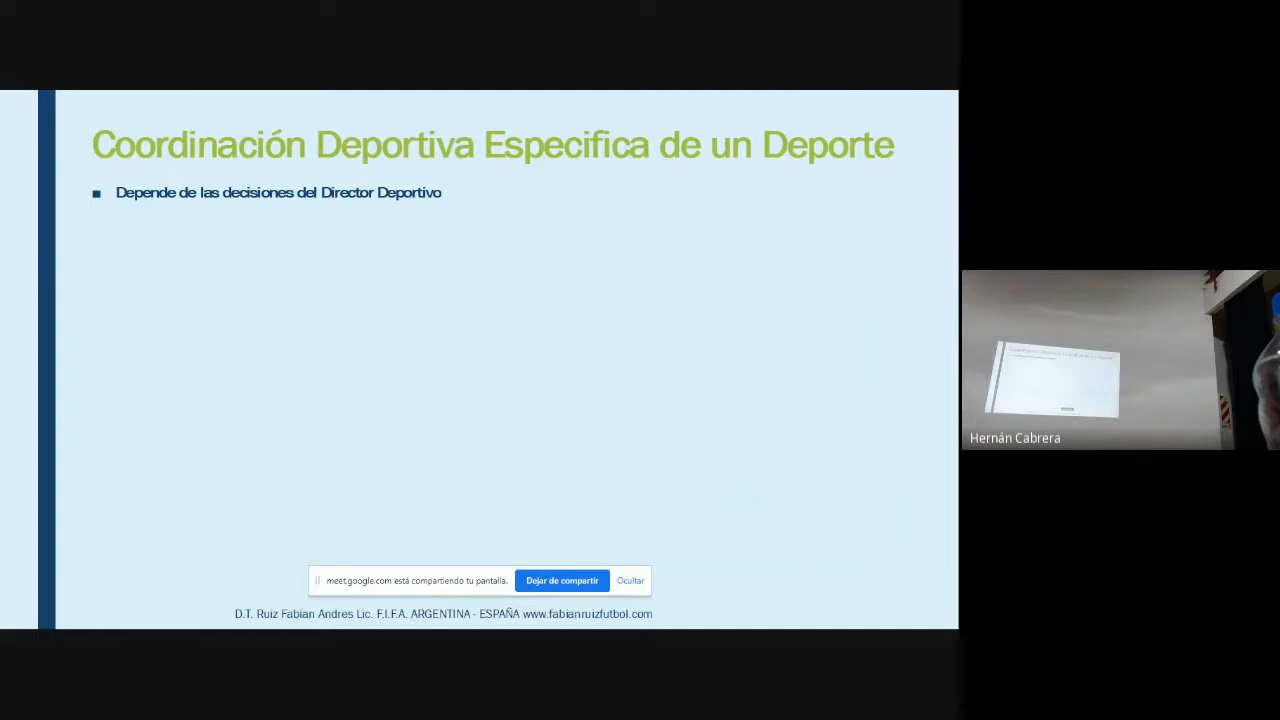 Coordinación Deportiva Especifica de un Deporte
Depende de las decisiones del Director Deportivo
meet.google.com está compartiendo tu pantalla.
Dejar de compartir
Ocultar
D.T. Ruiz Fabian Andres Lic. F.I.F.A. ARGENTINA - ESPAÑA www.fabianruizfutbol.com
Hernán Cabrera